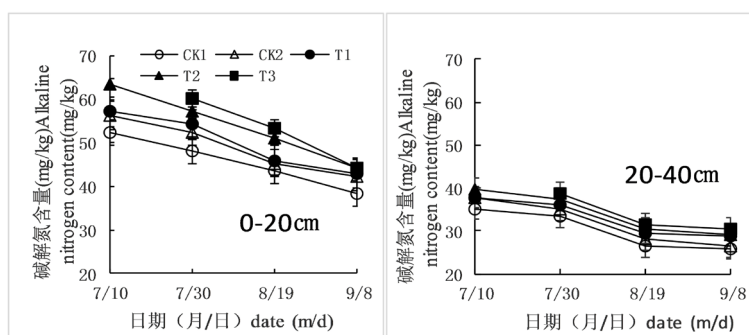 70
60
50
40
30
20
碱解氮含量(mg/kg)Alkaline
nitrogen content(mg/kg)
CK1 CK2 T1
T2 T3
0-20cm
7/10 7/30 8/19 9/8
日期（月/日）date (m/d)
70
60
50
40
30
20
碱解氮含量(mg/kg)Alkaline
nitrogen content(mg/kg)
20-40cm
7/10 7/30 8/19 9/8
日期（月/日）date (m/d)